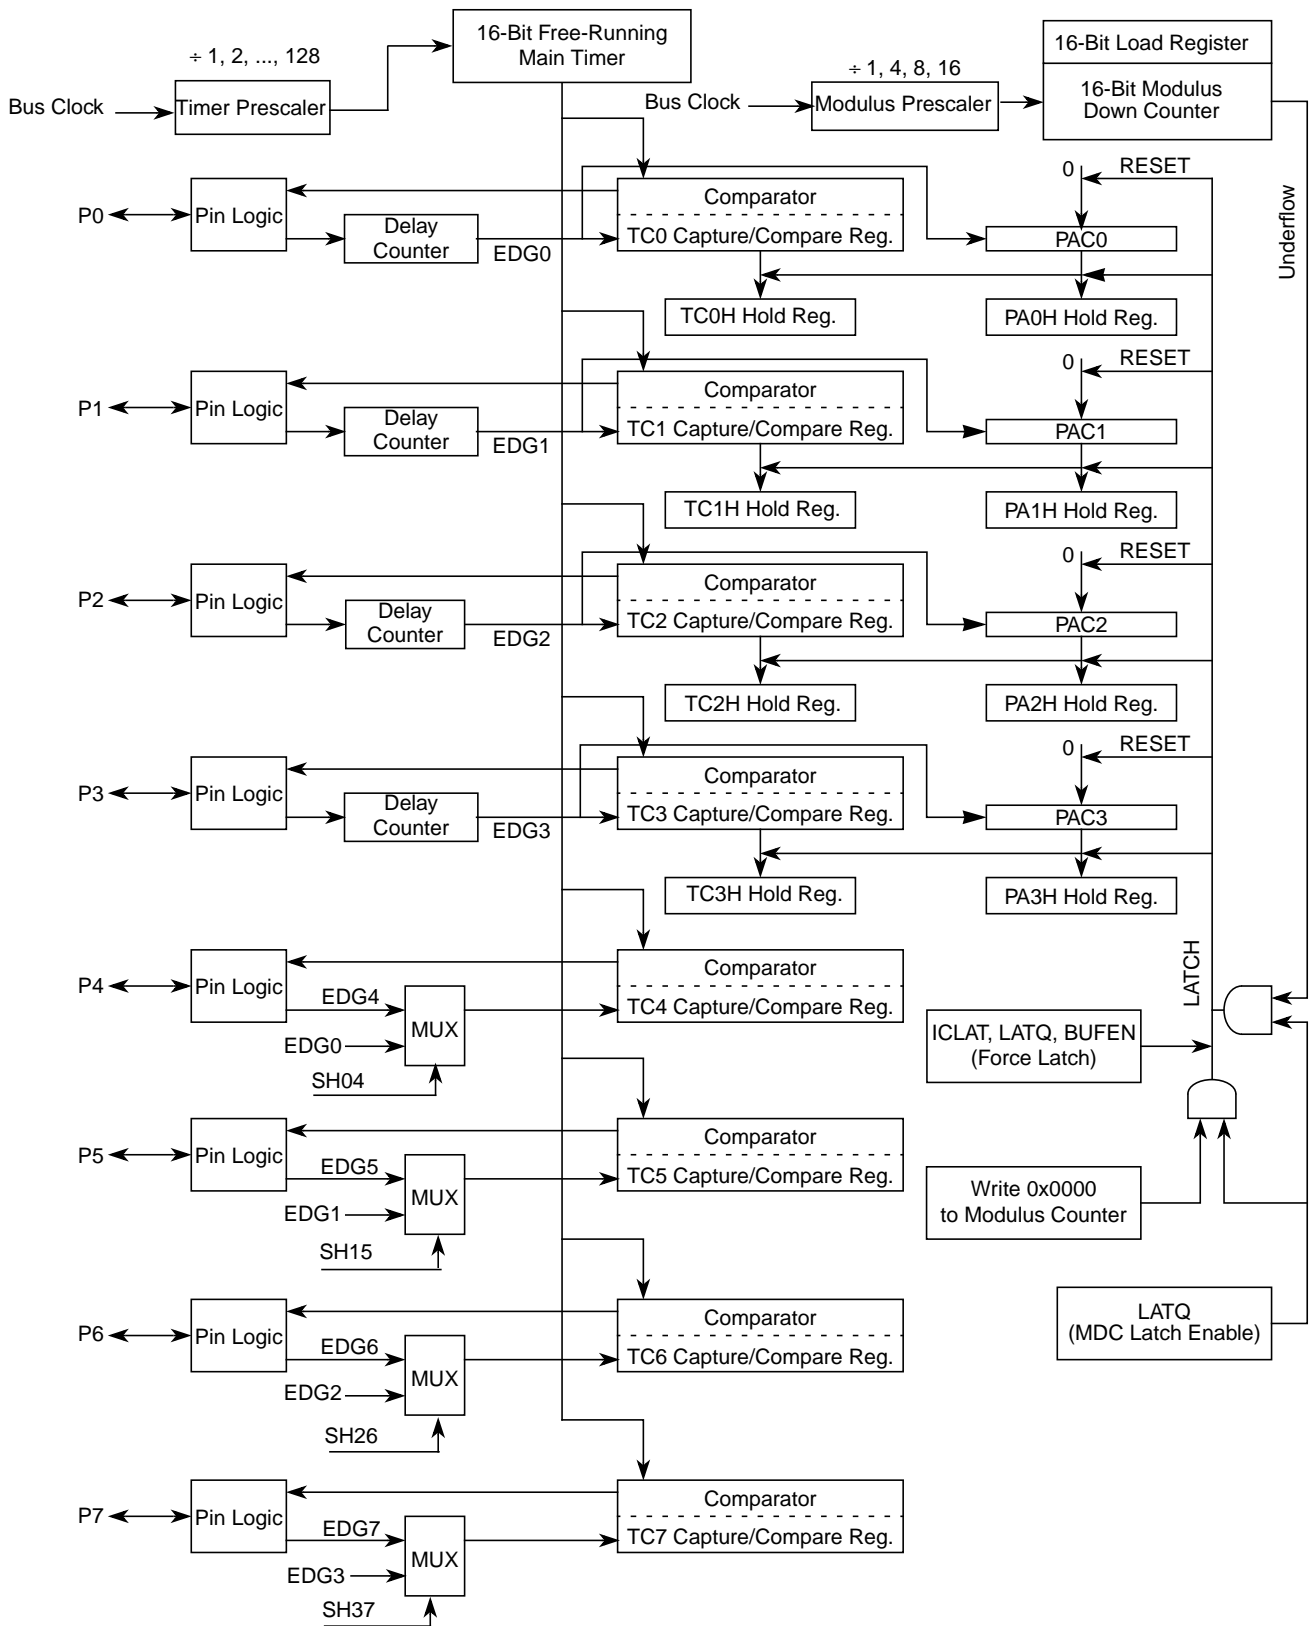 16-Bit Free-Running
Main Timer
16-Bit Load Register
16-Bit Modulus
Down Counter
÷ 1, 2, ..., 128
÷ 1, 4, 8, 16
Bus Clock
Timer Prescaler
Bus Clock
Modulus Prescaler
Underflow
P0
Pin Logic
Delay
Counter
EDG0
Comparator
TC0 Capture/Compare Reg.
0
RESET
PAC0
TC0H Hold Reg.
PA0H Hold Reg.
P1
Pin Logic
Delay
Counter
EDG1
Comparator
TC1 Capture/Compare Reg.
0
RESET
PAC1
TC1H Hold Reg.
PA1H Hold Reg.
P2
Pin Logic
Delay
Counter
EDG2
Comparator
TC2 Capture/Compare Reg.
0
RESET
PAC2
TC2H Hold Reg.
PA2H Hold Reg.
P3
Pin Logic
Delay
Counter
EDG3
Comparator
TC3 Capture/Compare Reg.
0
RESET
PAC3
TC3H Hold Reg.
PA3H Hold Reg.
P4
Pin Logic
EDG4
EDG0
MUX
SH04
Comparator
TC4 Capture/Compare Reg.
LATCH
ICLAT, LATQ, BUFEN
(Force Latch)
P5
Pin Logic
EDG5
EDG1
MUX
SH15
Comparator
TC5 Capture/Compare Reg.
Write 0x0000
to Modulus Counter
P6
Pin Logic
EDG6
EDG2
MUX
SH26
Comparator
TC6 Capture/Compare Reg.
LATQ
(MDC Latch Enable)
P7
Pin Logic
EDG7
EDG3
MUX
SH37
Comparator
TC7 Capture/Compare Reg.